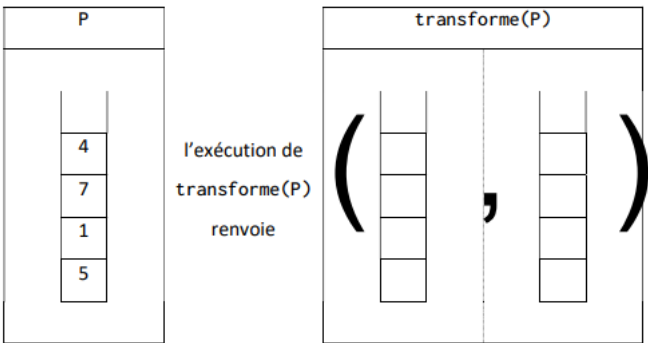 P
transforme(P)
4
7
1
5
l'exécution de
transforme(P)
renvoie
( , )